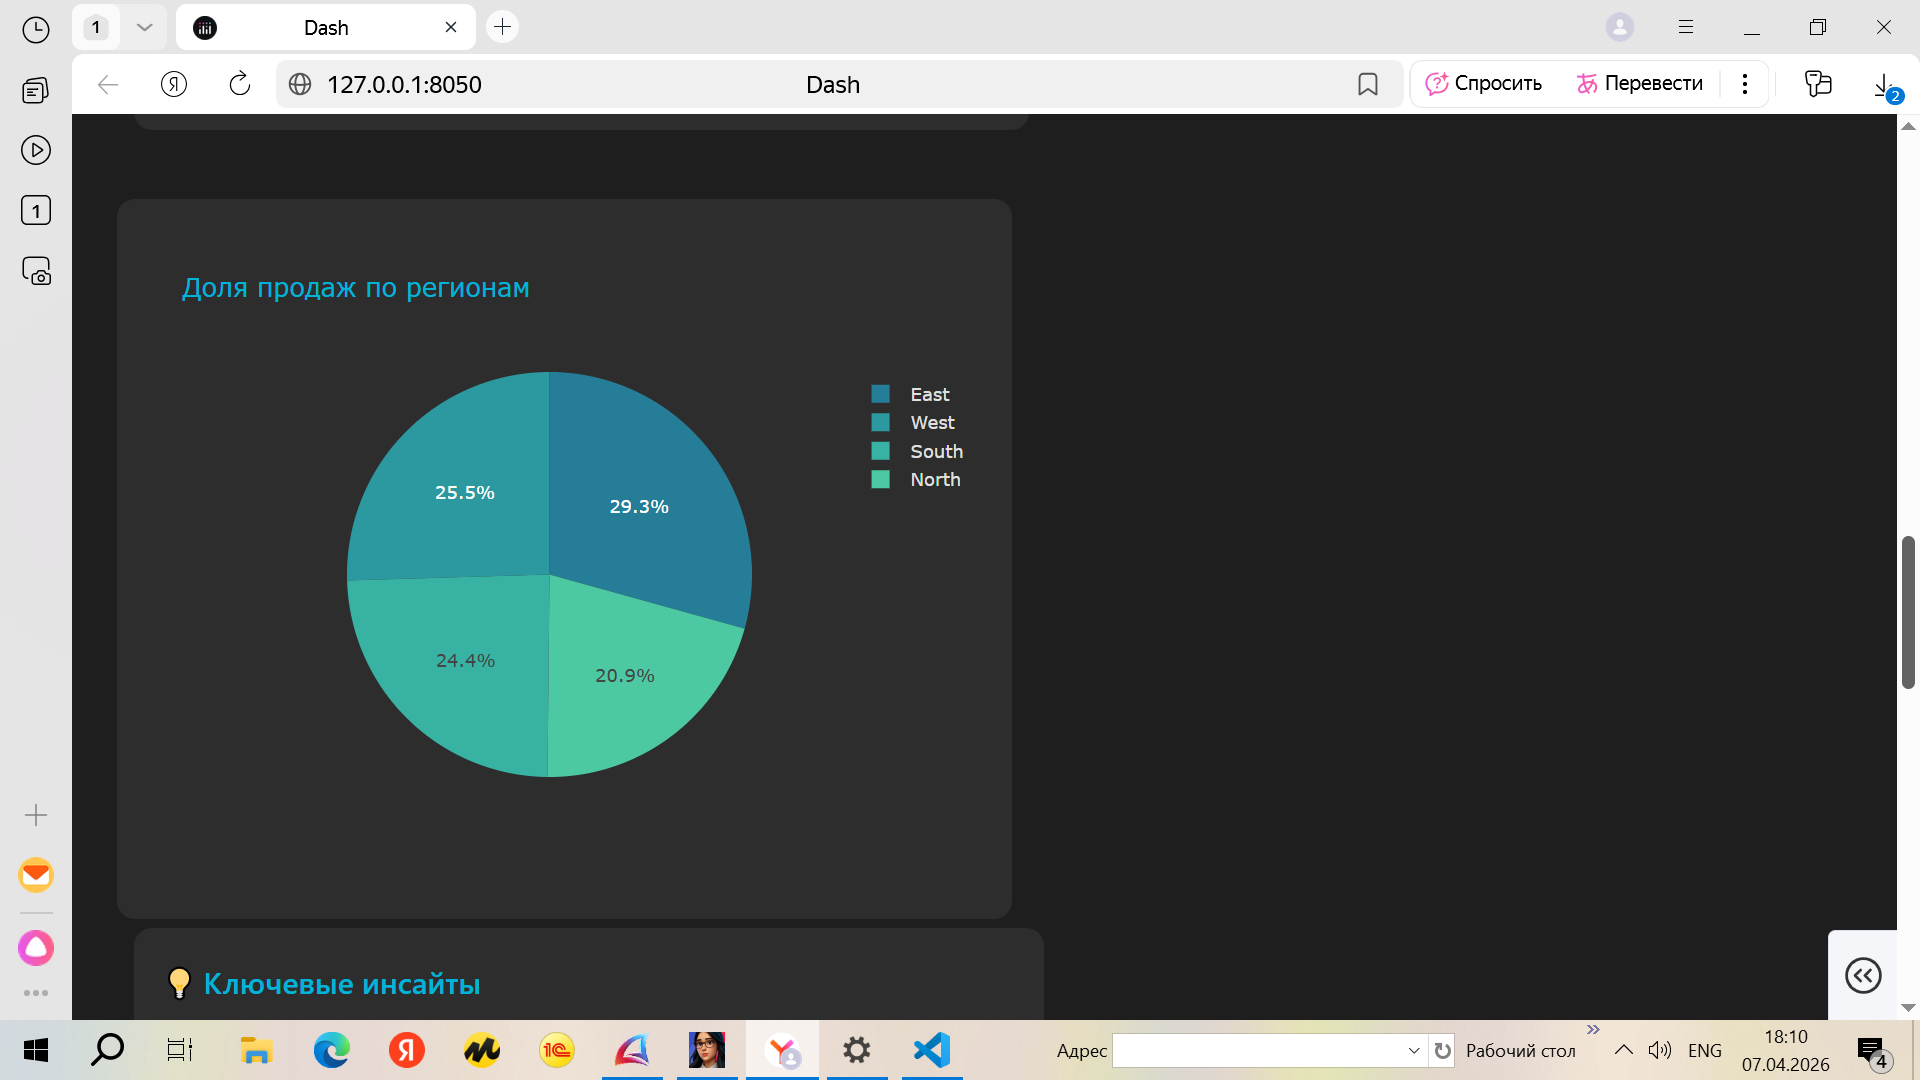 1
Dash
127.0.0.1:8050
Dash
Спросить
Перевести
2
1
Доля продаж по регионам
East
West
South
North
25.5%
29.3%
24.4%
20.9%
Ключевые инсайты
Адрес
Рабочий стол
ENG
18:10
07.04.2026
4